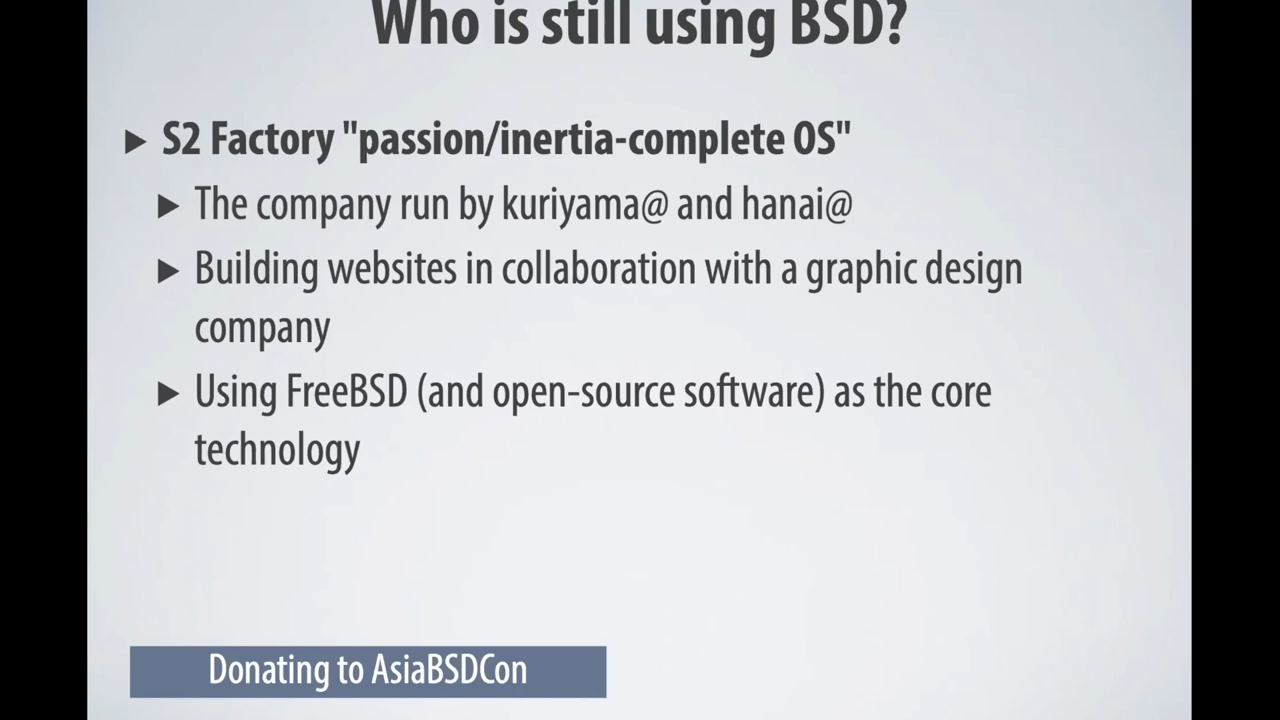 Who is still using BSD?
S2 Factory "passion/inertia-complete OS"
The company run by kuriyama@ and hanai@
Building websites in collaboration with a graphic design
company
Using FreeBSD (and open-source software) as the core
technology
Donating to AsiaBSDCon